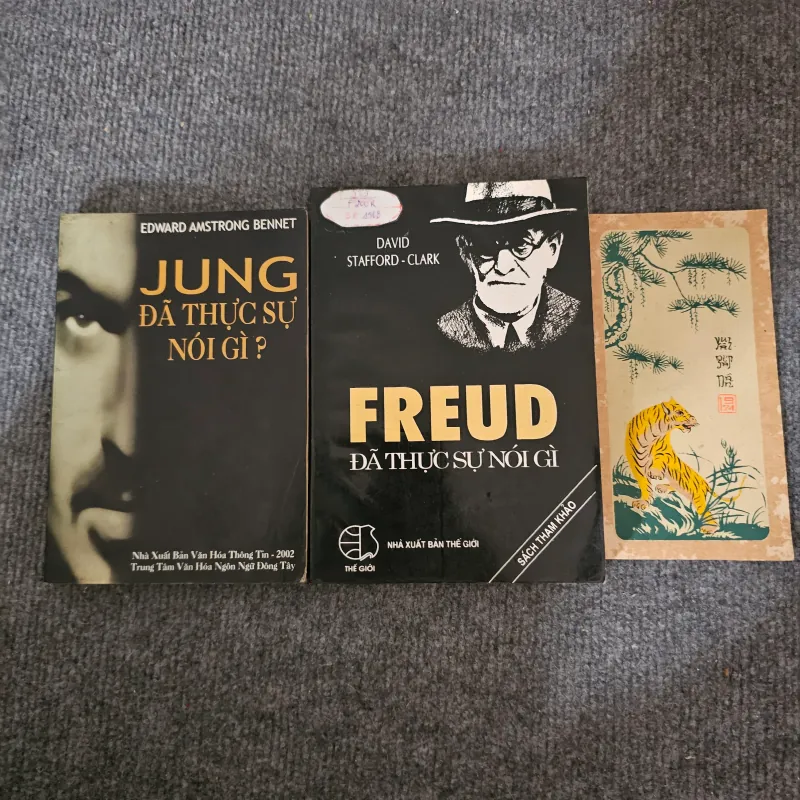 EDWARD AMSTRONG BENNET
JUNG
ĐÃ THỰC SỰ
NÓI GÌ?
Nhà Xuất Bản Văn Hóa Thông Tin - 2002
Trung Tâm Văn Hóa Ngôn Ngữ Đông Tây
DAVID
STAFFORD - CLARK
FREUD
ĐÃ THỰC SỰ NÓI GÌ
THẾ GIỚI
NHÀ XUẤT BẢN THẾ GIỚI
SÁCH THAM KHẢO